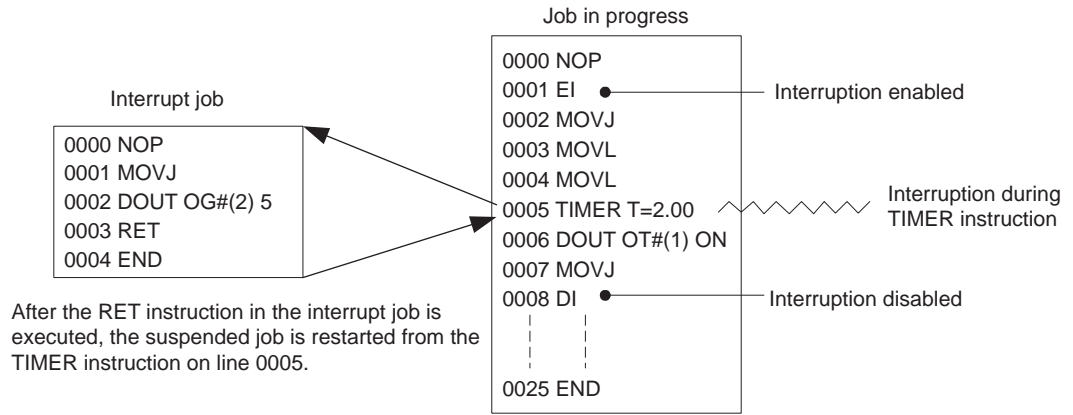 Job in progress
0000 NOP
0001 EI
Interruption enabled
0002 MOVJ
0003 MOVL
0004 MOVL
0005 TIMER T=2.00
Interruption during
TIMER instruction
0006 DOUT OT#(1) ON
0007 MOVJ
0008 DI
Interruption disabled
0025 END
Interrupt job
0000 NOP
0001 MOVJ
0002 DOUT OG#(2) 5
0003 RET
0004 END
After the RET instruction in the interrupt job is
executed, the suspended job is restarted from the
TIMER instruction on line 0005.